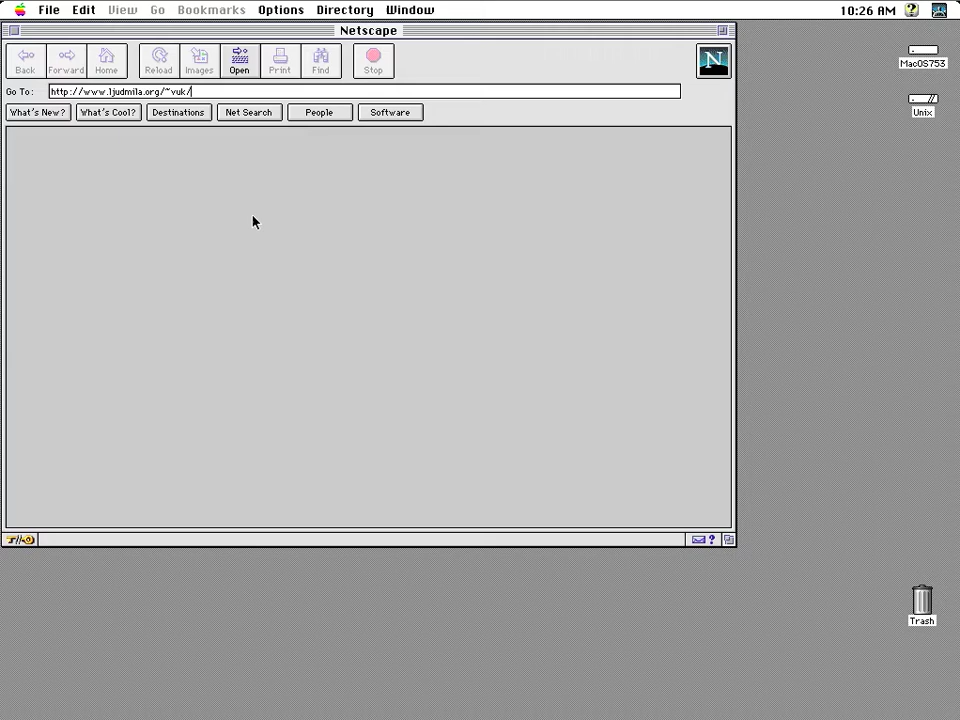 File Edit View Go Bookmarks Options Directory Window 10:26 AM
Netscape
Back Forward Home Reload Images Open Print Find Stop N
Go To: http://www.ljudmila.org/~vuk/
What's New? What's Cool? Destinations Net Search People Software
MacOS753
Unix
?
Trash